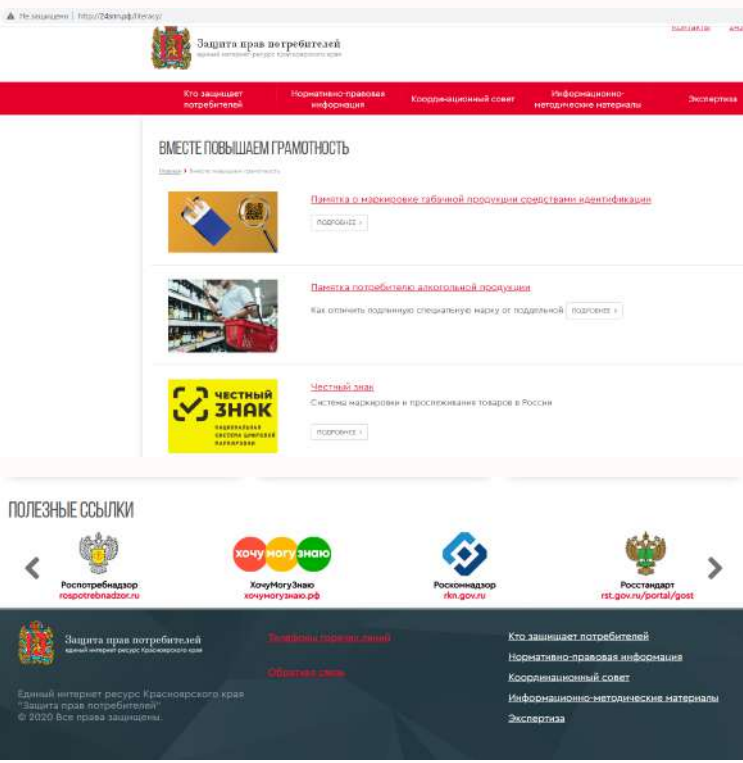 Не защищено | http://24зпп.рф/literacy/
Защита прав потребителей
единый интернет ресурс Красноярского края
Кто защищает
потребителей
Нормативно-правовая
информация
Координационный совет
Информационно-
методические материалы
Экспертиза
ВМЕСТЕ ПОВЫШАЕМ ГРАМОТНОСТЬ
Главная Вместе повышаем грамотность
Памятка о маркировке табачной продукции средствами идентификации
ПОДРОБНЕЕ
Памятка потребителю алкогольной продукции
Как отличить подлинную специальную марку от поддельной ПОДРОБНЕЕ
ЧЕСТНЫЙ
ЗНАК
НАЦИОНАЛЬНАЯ
СИСТЕМА ЦИФРОВОЙ
МАРКИРОВКИ
Честный знак
Система маркировки и прослеживания товаров в России
ПОДРОБНЕЕ
ПОЛЕЗНЫЕ ССЫЛКИ
хочу могу знаю
Роспотребнадзор
rospotrebnadzor.ru
ХочуМогуЗнаю
хочумогузнаю.рф
Роскомнадзор
rkn.gov.ru
Росстандарт
rst.gov.ru/portal/gost
Защита прав потребителей
единый интернет ресурс Красноярского края
Единый интернет ресурс Красноярского края
"Защита прав потребителей"
© 2020 Все права защищены.
Телефоны горячих линий
Обратная связь
Кто защищает потребителей
Нормативно-правовая информация
Координационный совет
Информационно-методические материалы
Экспертиза